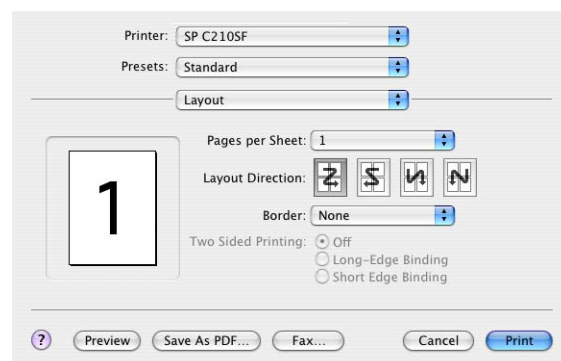 Printer: SP C210SF
Presets: Standard
Layout
Pages per Sheet: 1
Layout Direction:
Border: None
Two Sided Printing: Off
Long-Edge Binding
Short Edge Binding
1
? Preview Save As PDF... Fax... Cancel Print